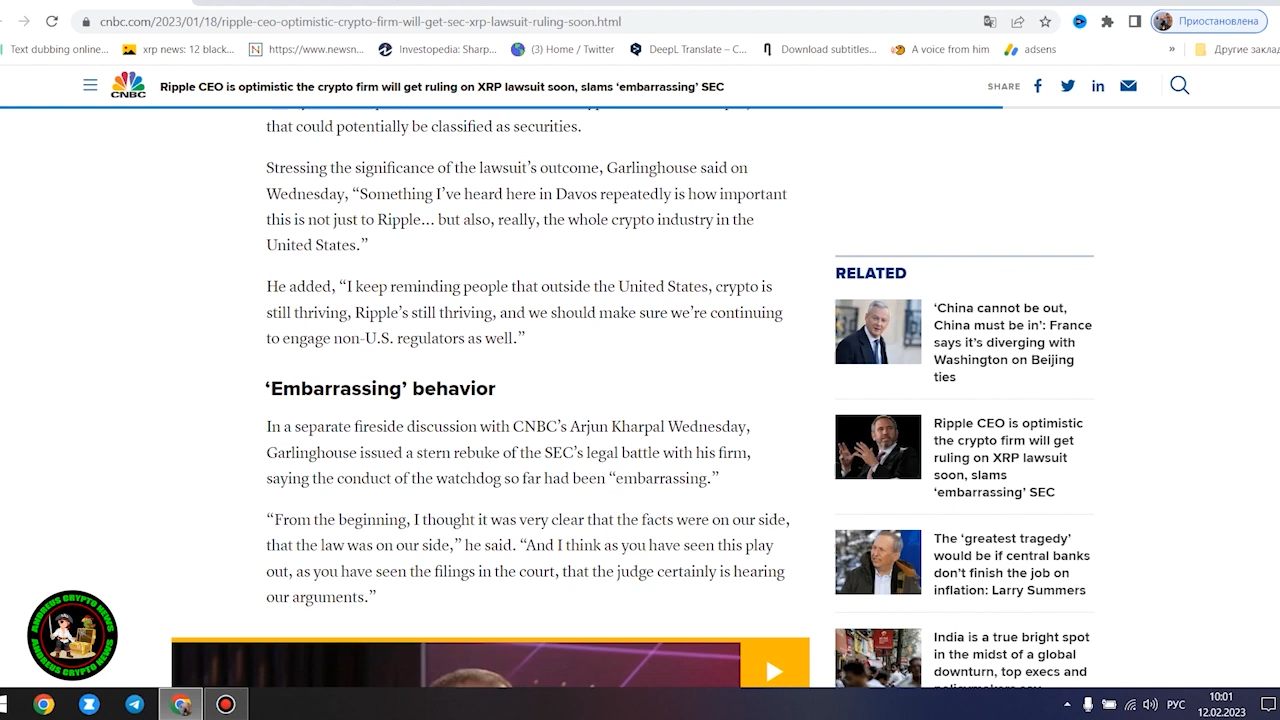 cnbc.com/2023/01/18/ripple-ceo-optimistic-crypto-firm-will-get-sec-xrp-lawsuit-ruling-soon.html
Приостановлена
Text dubbing online...
xrp news: 12 black...
https://www.newsn...
Investopedia: Sharp...
(3) Home / Twitter
DeepL Translate – C...
Download subtitles...
A voice from him
adsens
»
Другие закла
CNBC
Ripple CEO is optimistic the crypto firm will get ruling on XRP lawsuit soon, slams ‘embarrassing’ SEC
SHARE
that could potentially be classified as securities.
Stressing the significance of the lawsuit’s outcome, Garlinghouse said on
Wednesday, “Something I’ve heard here in Davos repeatedly is how important
this is not just to Ripple… but also, really, the whole crypto industry in the
United States.”
He added, “I keep reminding people that outside the United States, crypto is
still thriving, Ripple’s still thriving, and we should make sure we’re continuing
to engage non-U.S. regulators as well.”
‘Embarrassing’ behavior
In a separate fireside discussion with CNBC’s Arjun Kharpal Wednesday,
Garlinghouse issued a stern rebuke of the SEC’s legal battle with his firm,
saying the conduct of the watchdog so far had been “embarrassing.”
“From the beginning, I thought it was very clear that the facts were on our side,
that the law was on our side,” he said. “And I think as you have seen this play
out, as you have seen the filings in the court, that the judge certainly is hearing
our arguments.”
RELATED
‘China cannot be out,
China must be in’: France
says it’s diverging with
Washington on Beijing
ties
Ripple CEO is optimistic
the crypto firm will get
ruling on XRP lawsuit
soon, slams
‘embarrassing’ SEC
The ‘greatest tragedy’
would be if central banks
don’t finish the job on
inflation: Larry Summers
India is a true bright spot
in the midst of a global
downturn, top execs and
ANDREUS CRYPTO NEWS
ANDREUS CRYPTO NEWS
РУС
10:01
12.02.2023